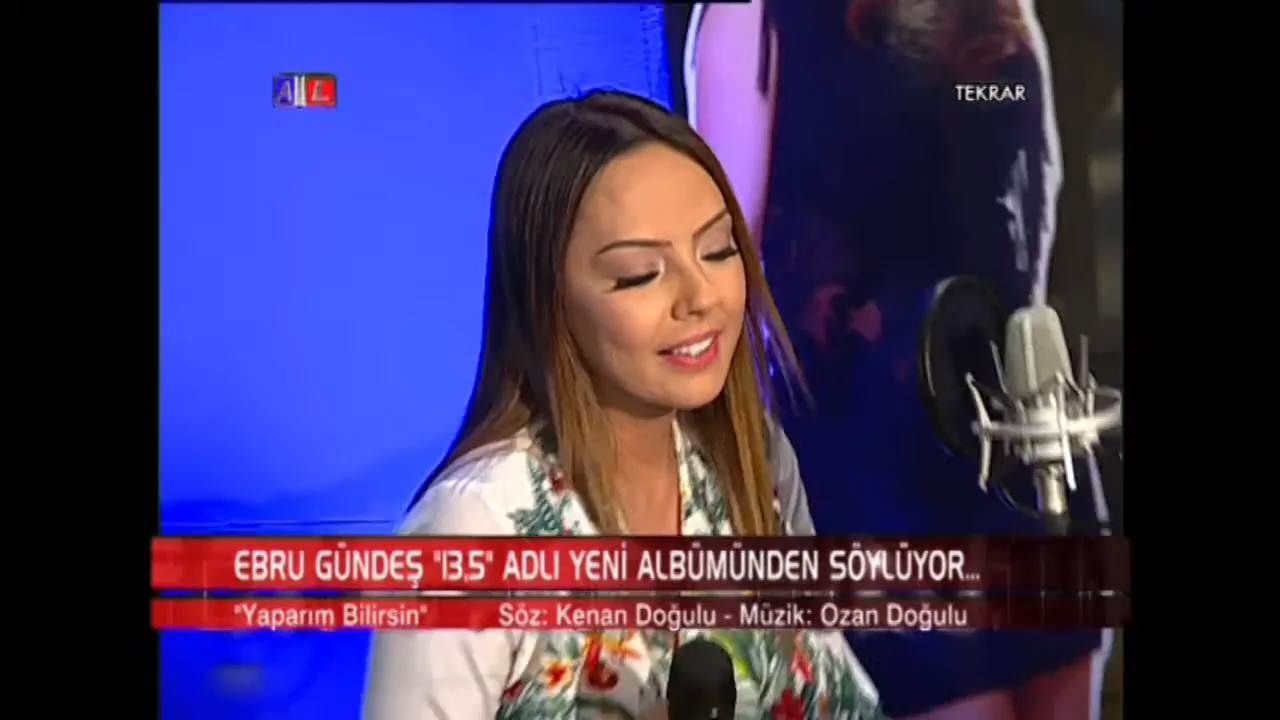 TEKRAR
EBRU GÜNDEŞ "13,5" ADLI YENİ ALBÜMÜNDEN SÖYLÜYOR...
"Yaparım Bilirsin" Söz: Kenan Doğulu - Müzik: Ozan Doğulu